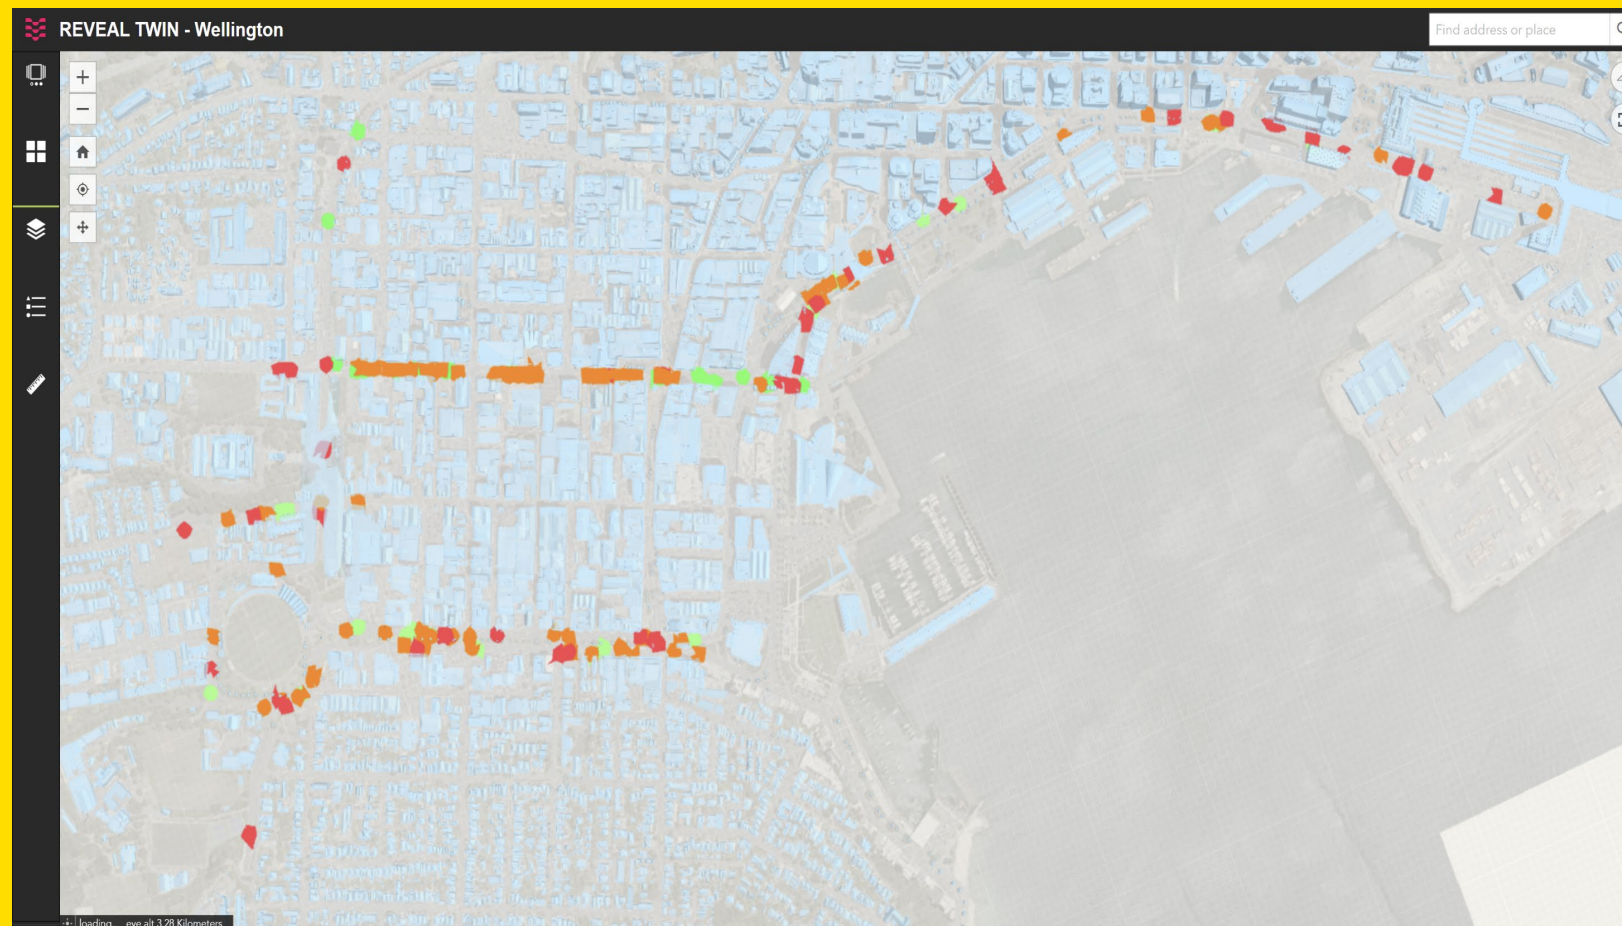 REVEAL TWIN - Wellington
Find address or place
loading    eye alt 3.28 Kilometers